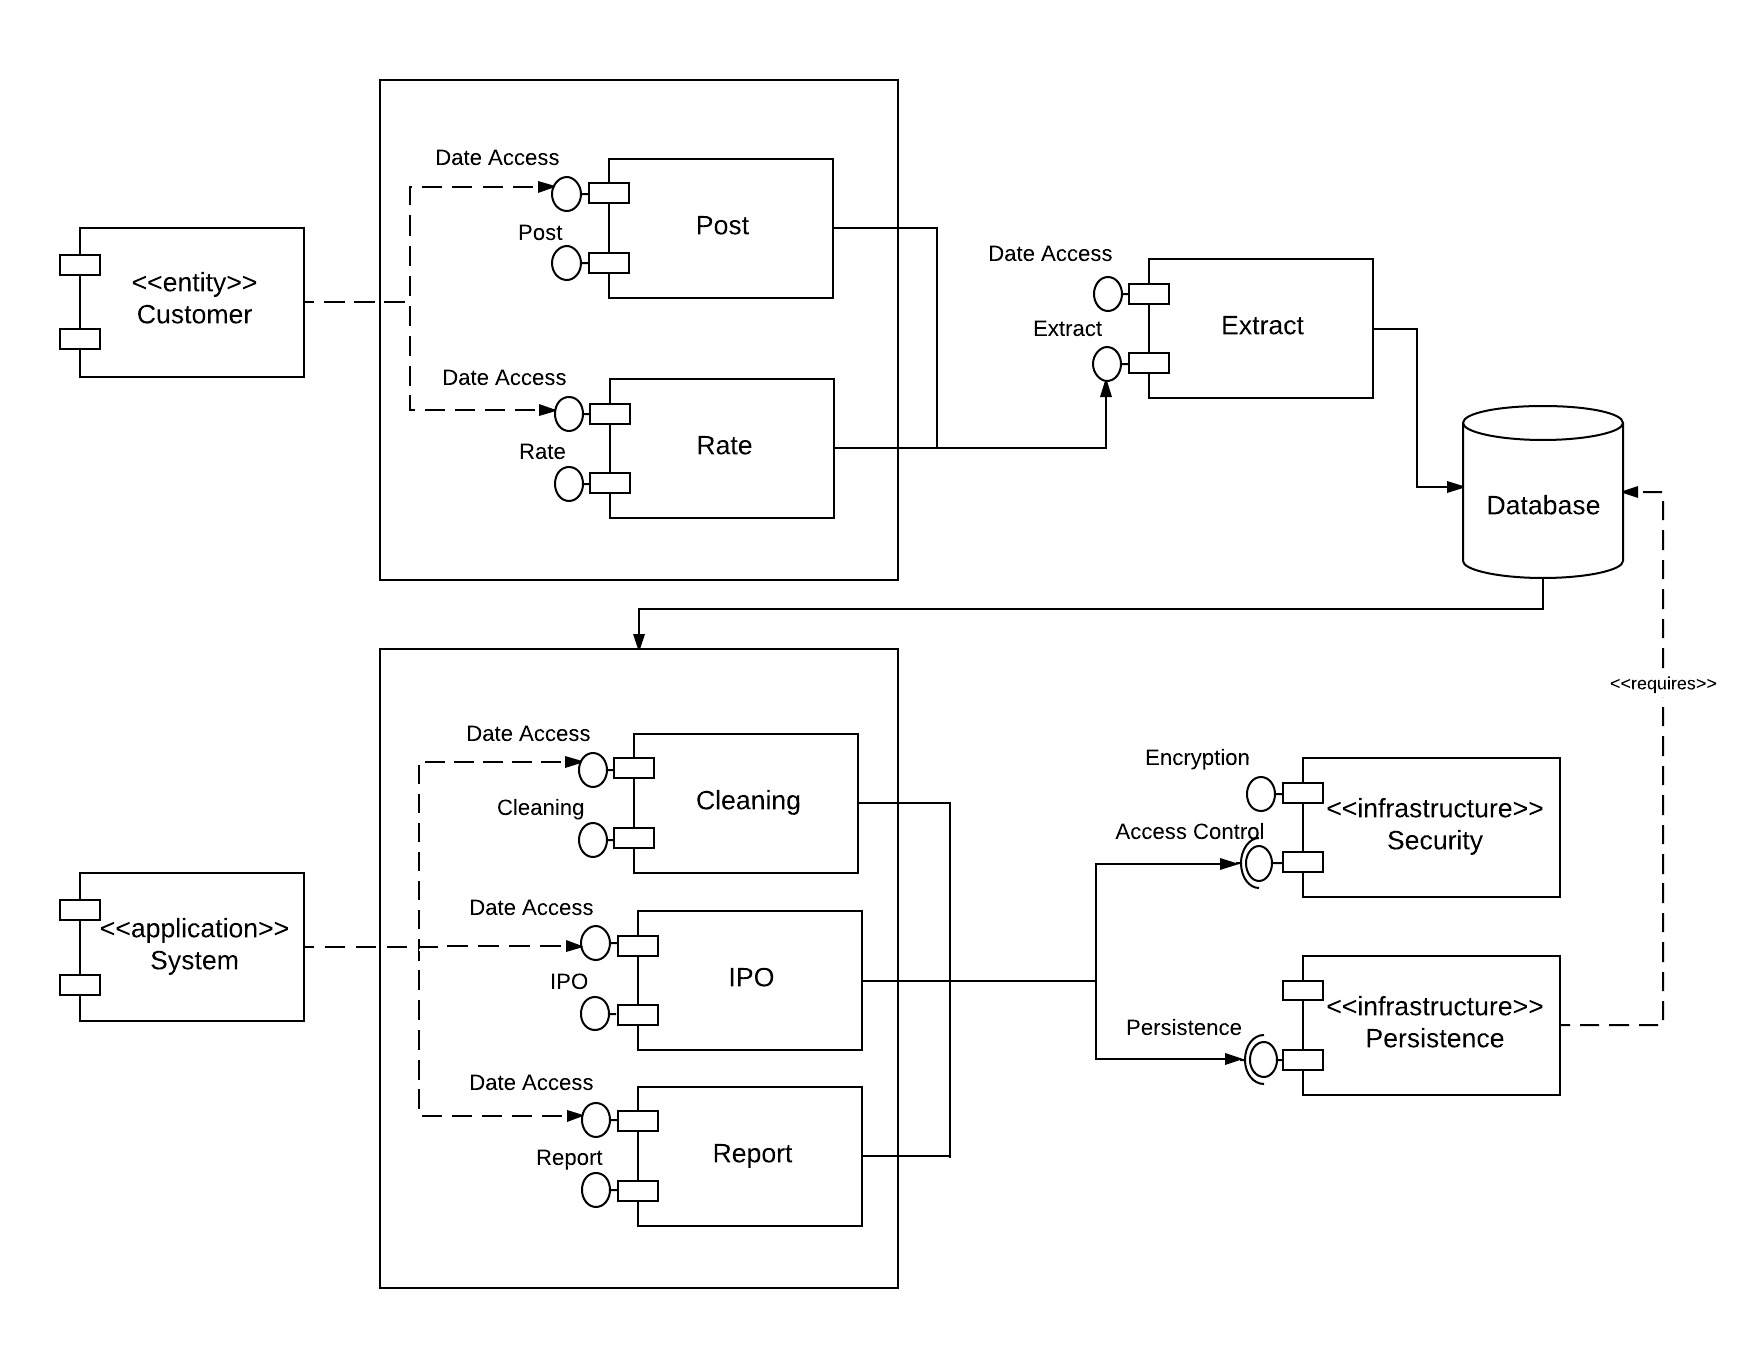 Date Access
Post
Post
<<entity>>
Customer
Date Access
Rate
Rate
Date Access
Extract
Extract
Database
<<requires>>
Date Access
Cleaning
Cleaning
<<application>>
System
Date Access
IPO
IPO
Date Access
Report
Report
Encryption
Access Control
<<infrastructure>>
Security
Persistence
<<infrastructure>>
Persistence